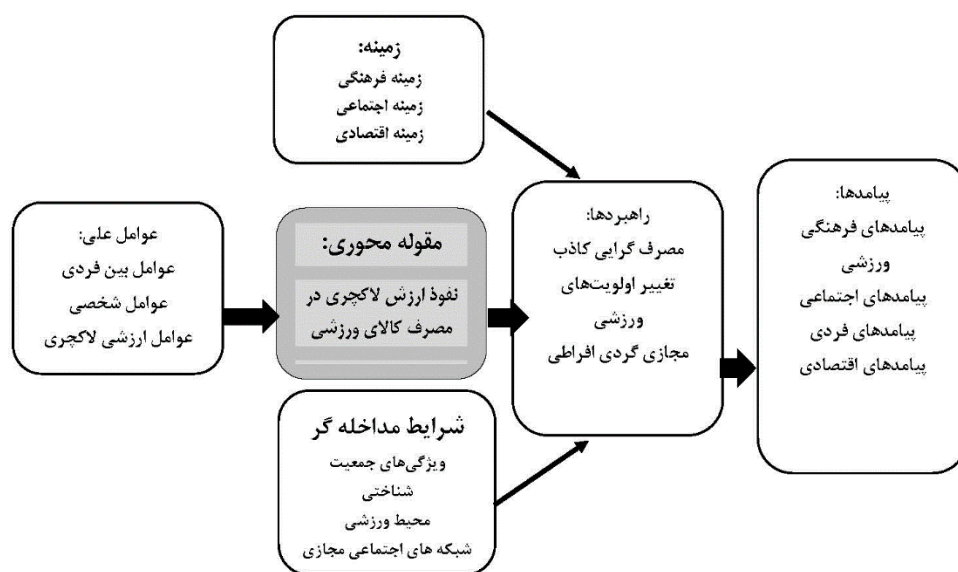 زمینه:
زمینه فرهنگی
زمینه اجتماعی
زمینه اقتصادی
عوامل علی:
عوامل بین فردی
عوامل شخصی
عوامل ارزشی لاکچری
مقوله محوری:
نفوذ ارزش لاکچری در
مصرف کالای ورزشی
شرایط مداخله گر
ویژگی‌های جمعیت
شناختی
محیط ورزشی
شبکه های اجتماعی مجازی
راهبردها:
مصرف گرایی کاذب
تغییر اولویت‌های
ورزشی
مجازی گردی افراطی
پیامدها:
پیامدهای فرهنگی
ورزشی
پیامدهای اجتماعی
پیامدهای فردی
پیامدهای اقتصادی